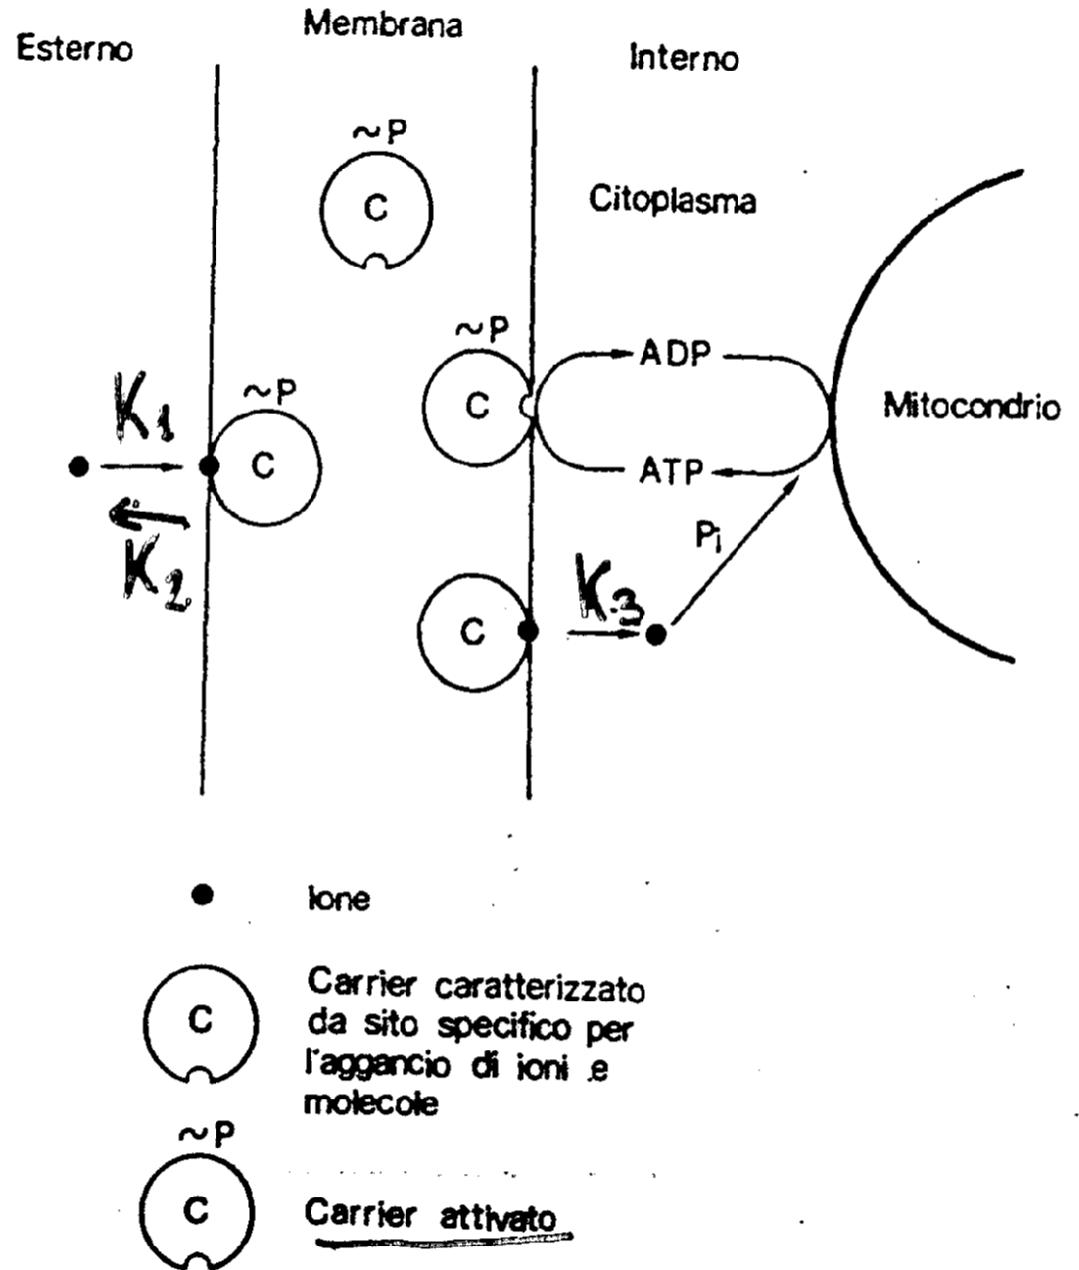 Esterno
Membrana
Interno
~P
C
Citoplasma
~P
C
ADP
Mitocondrio
K1
~P
C
ATP
K2
Pi
K3
C
Ione
C
Carrier caratterizzato
da sito specifico per
l'aggancio di ioni e
molecole
~P
C
Carrier attivato